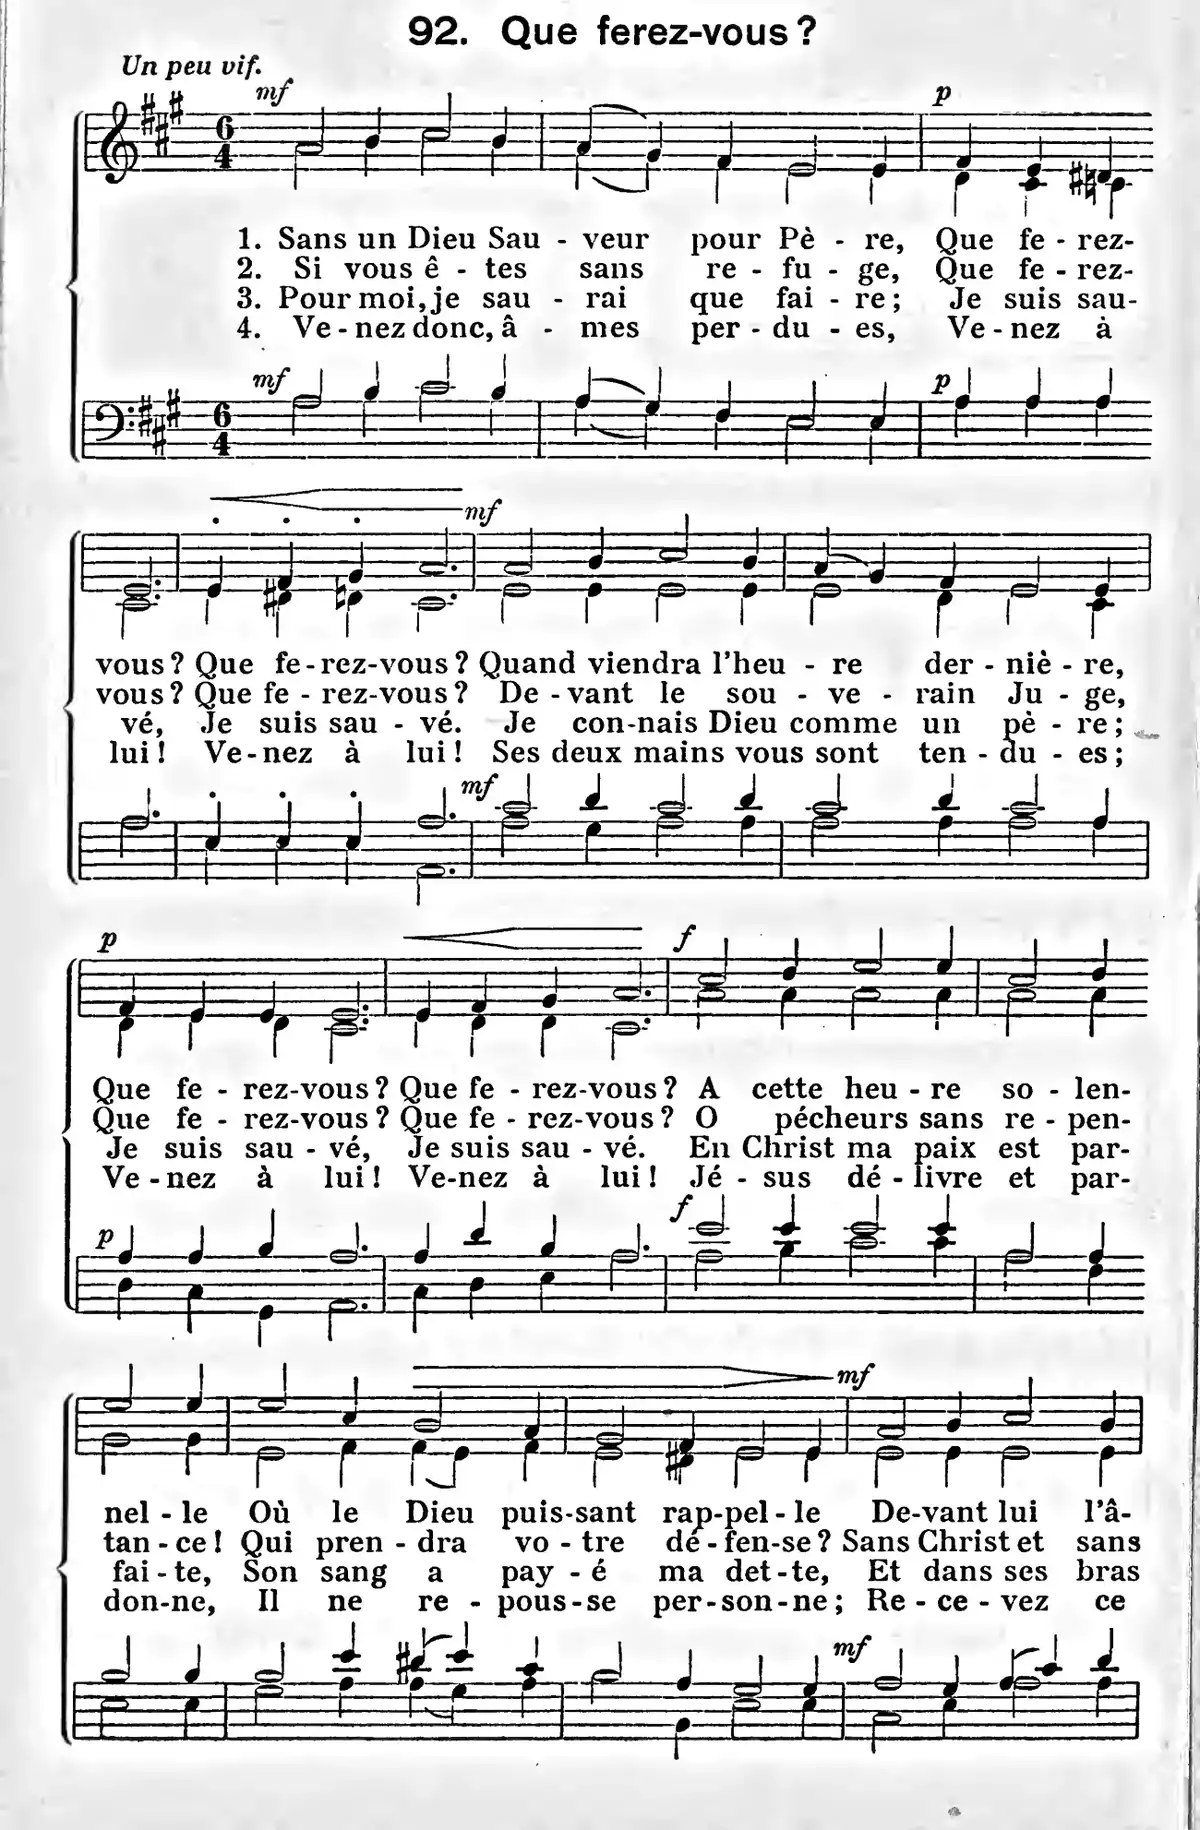 92. Que ferez-vous?
Un peu vif.
mf
p
6
4
1. Sans un Dieu Sau - veur pour Pè - re, Que fe - rez-
2. Si vous ê - tes sans re - fu - ge, Que fe - rez-
3. Pour moi, je sau - rai que fai - re; Je suis sau-
4. Ve - nez donc, â - mes per - du - es, Ve - nez à
mf
p
6
4
mf
vous? Que fe - rez-vous? Quand viendra l'heu - re der - niè - re,
vous? Que fe - rez-vous? De - vant le sou - ve - rain Ju - ge,
vé, Je suis sau - vé. Je con-nais Dieu comme un pè - re;
lui! Ve - nez à lui! Ses deux mains vous sont ten - du - es;
mf
p
f
Que fe - rez-vous? Que fe - rez-vous? A cette heu - re so - len-
Que fe - rez-vous? Que fe - rez-vous? O pécheurs sans re - pen-
Je suis sau - vé, Je suis sau - vé. En Christ ma paix est par-
Ve - nez à lui! Ve-nez à lui! Jé - sus dé - livre et par-
p
f
mf
nel - le Où le Dieu puis-sant rap-pel - le De-vant lui l'â-
tan - ce! Qui pren - dra vo - tre dé - fen-se? Sans Christ et sans
fai - te, Son sang a pay - é ma det - te, Et dans ses bras
don-ne, Il ne re - pous-se per - son - ne; Re - ce - vez ce
mf